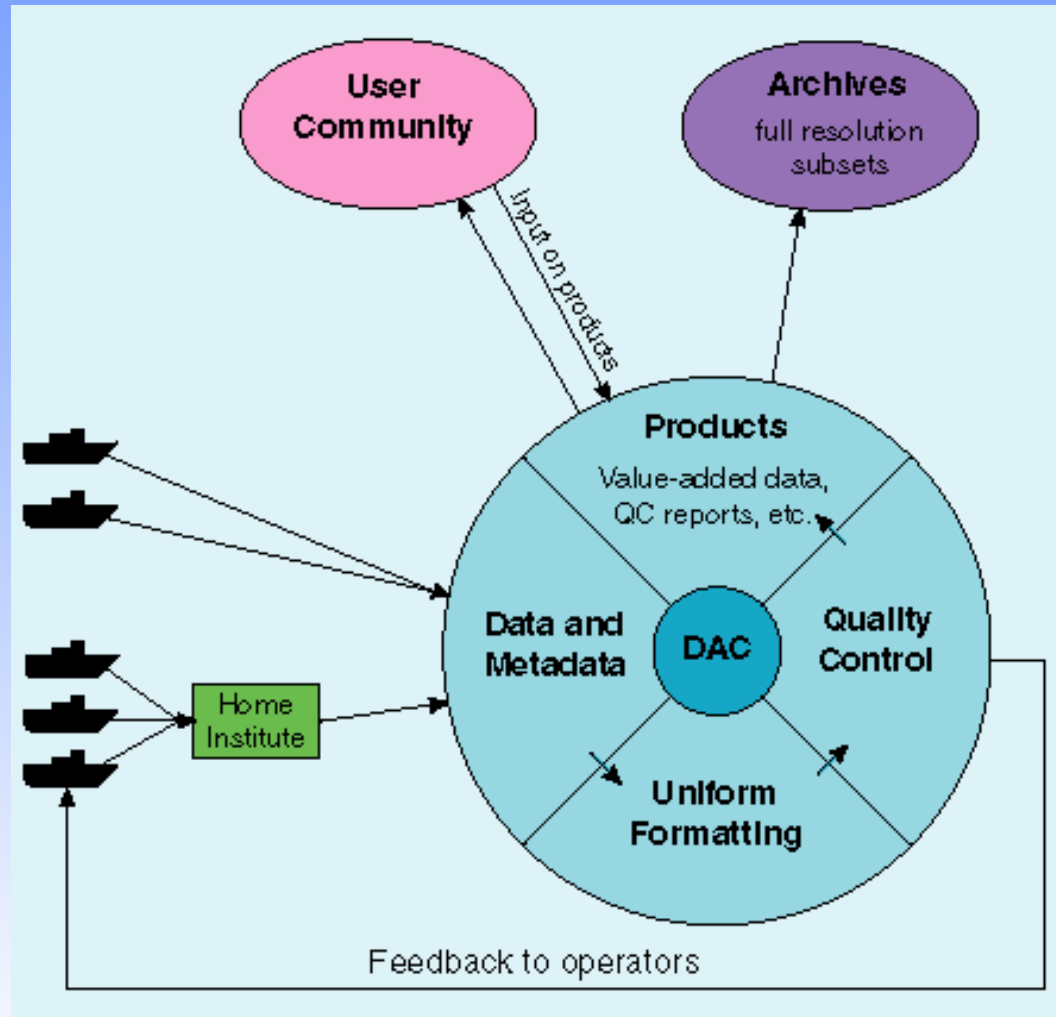 User
Community
Archives
full resolution
subsets
Input on products
Products
Value-added data,
QC reports, etc.
Data and
Metadata
DAC
Quality
Control
Home
Institute
Uniform
Formatting
Feedback to operators